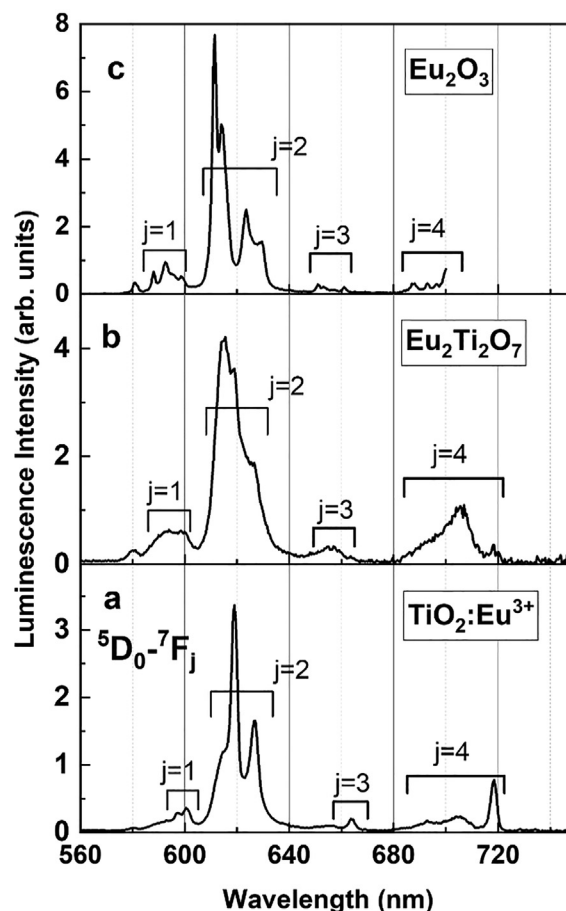 Luminescence Intensity (arb. units)
8
c
Eu₂O₃
6
j=2
4
2
j=1
j=3
j=4
0
b
Eu₂Ti₂O₇
4
j=2
2
j=4
j=1
j=3
0
a
TiO₂:Eu³⁺
3
⁵D₀-⁷Fⱼ
j=2
2
1
j=1
j=3
j=4
0
560 600 640 680 720
Wavelength (nm)